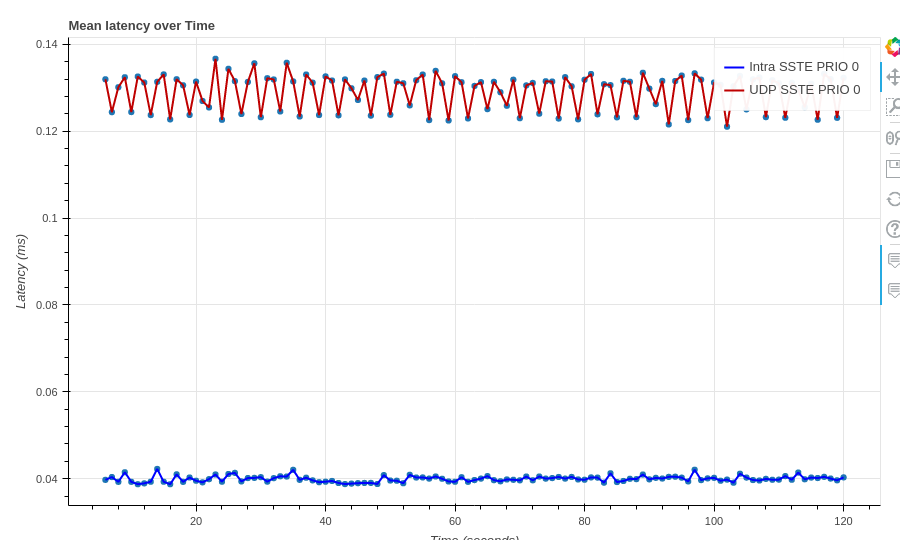 Mean latency over Time
0.14
0.12
0.1
0.08
0.06
0.04
Latency (ms)
Intra SSTE PRIO 0
UDP SSTE PRIO 0
20
40
60
80
100
120
Time (seconds)